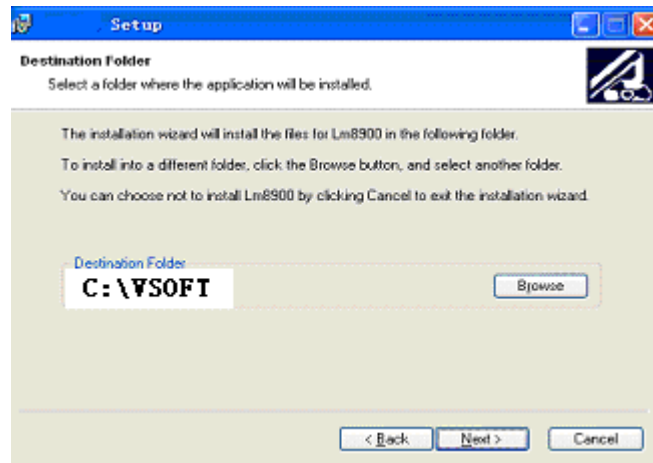 Setup
Destination Folder
Select a folder where the application will be installed.
The installation wizard will install the files for Lm8900 in the following folder.
To install into a different folder, click the Browse button, and select another folder.
You can choose not to install Lm8900 by clicking Cancel to exit the installation wizard.
Destination Folder
C:\VSOFT
Browse
< Back
Next >
Cancel